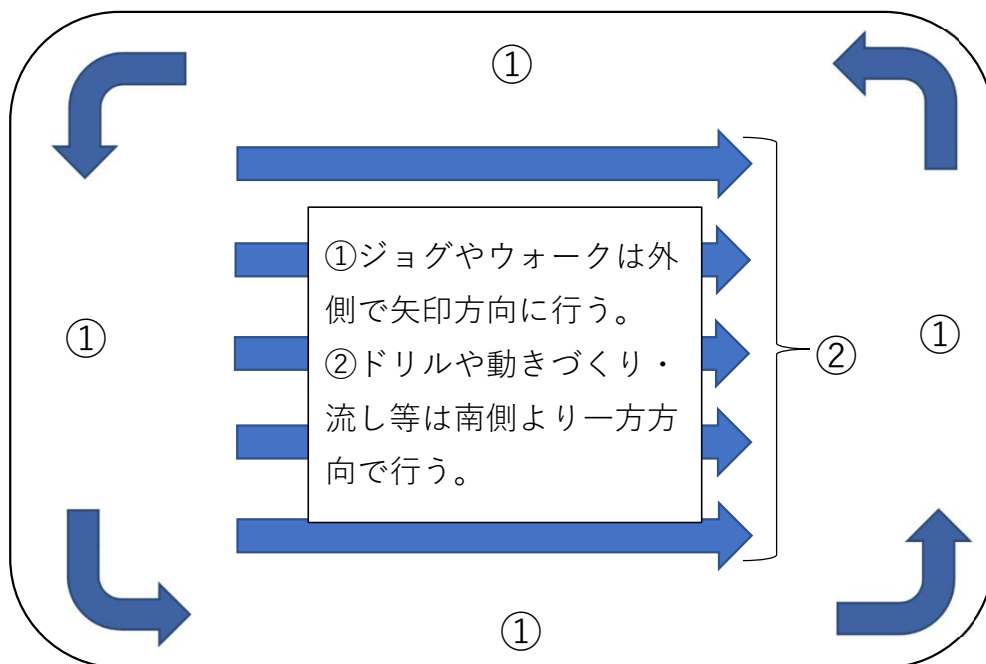 ①
①ジョグやウォークは外
側で矢印方向に行う。
②ドリルや動きづくり・
流し等は南側より一方方
向で行う。
①
②
①
①